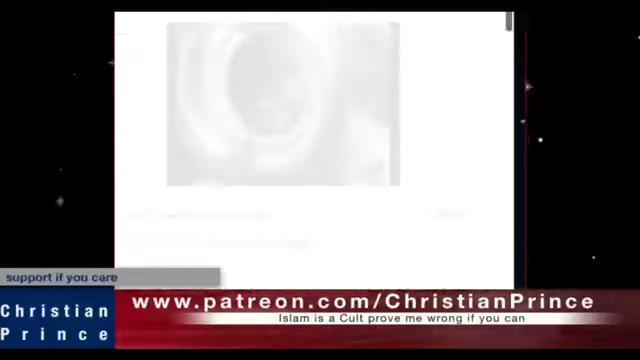 support if you care
Christian
Prince
www.patreon.com/ChristianPrince
Islam is a Cult prove me wrong if you can